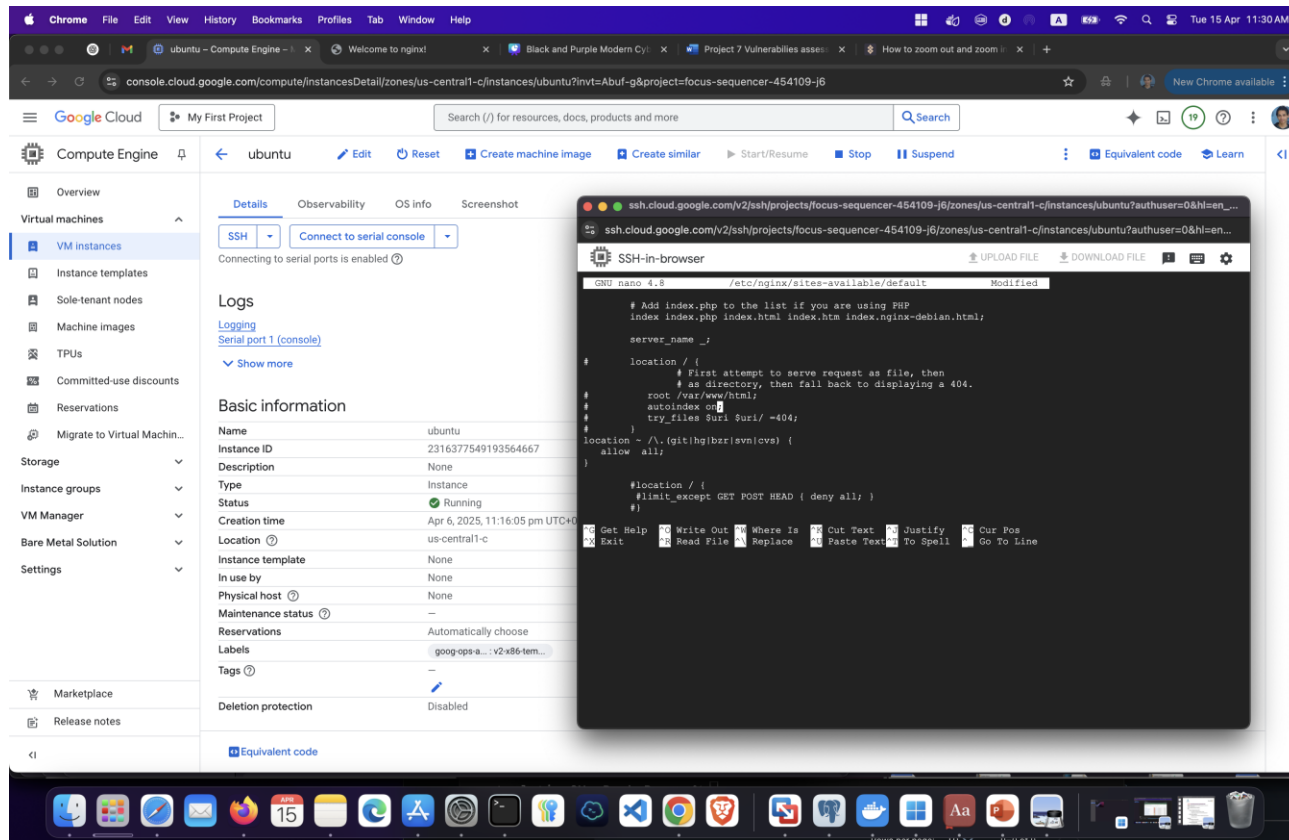 Chrome File Edit View History Bookmarks Profiles Tab Window Help
A
Tue 15 Apr 11:30 AM
ubuntu – Compute Engine –
Welcome to nginx!
Black and Purple Modern Cy
Project 7 Vulnerabilies asses
How to zoom out and zoom i
console.cloud.google.com/compute/instancesDetail/zones/us-central1-c/instances/ubuntu?invt=Abuf-g&project=focus-sequencer-454109-j6
New Chrome available
Google Cloud
My First Project
Search (/) for resources, docs, products and more
Search
19
Compute Engine
ubuntu
Edit
Reset
Create machine image
Create similar
Start/Resume
Stop
Suspend
Equivalent code
Learn
Overview
Virtual machines
VM instances
Instance templates
Sole-tenant nodes
Machine images
TPUs
Committed-use discounts
Reservations
Migrate to Virtual Machin...
Storage
Instance groups
VM Manager
Bare Metal Solution
Settings
Marketplace
Release notes
Details Observability OS info Screenshot
SSH
Connect to serial console
Connecting to serial ports is enabled
Logs
Logging
Serial port 1 (console)
Show more
Basic information
Name ubuntu
Instance ID 2316377549193564667
Description None
Type Instance
Status Running
Creation time Apr 6, 2025, 11:16:05 pm UTC+0
Location us-central1-c
Instance template None
In use by None
Physical host None
Maintenance status —
Reservations Automatically choose
Labels goog-ops-a... : v2-x86-tem...
Tags —
Deletion protection Disabled
Equivalent code
ssh.cloud.google.com/v2/ssh/projects/focus-sequencer-454109-j6/zones/us-central1-c/instances/ubuntu?authuser=0&hl=en_...
ssh.cloud.google.com/v2/ssh/projects/focus-sequencer-454109-j6/zones/us-central1-c/instances/ubuntu?authuser=0&hl=en...
SSH-in-browser
UPLOAD FILE
DOWNLOAD FILE
GNU nano 4.8 /etc/nginx/sites-available/default Modified
# Add index.php to the list if you are using PHP
index index.php index.html index.htm index.nginx-debian.html;
server_name _;
# location / {
# First attempt to serve request as file, then
# as directory, then fall back to displaying a 404.
# root /var/www/html;
# autoindex on;
# try_files $uri $uri/ =404;
# }
location ~ /\.(git|hg|bzr|svn|cvs) {
allow all;
}
#location / {
#limit_except GET POST HEAD { deny all; }
#}
^G Get Help ^O Write Out ^W Where Is ^K Cut Text ^J Justify ^C Cur Pos
^X Exit ^R Read File ^\ Replace ^U Paste Text ^T To Spell ^_ Go To Line
APR
15
Aa